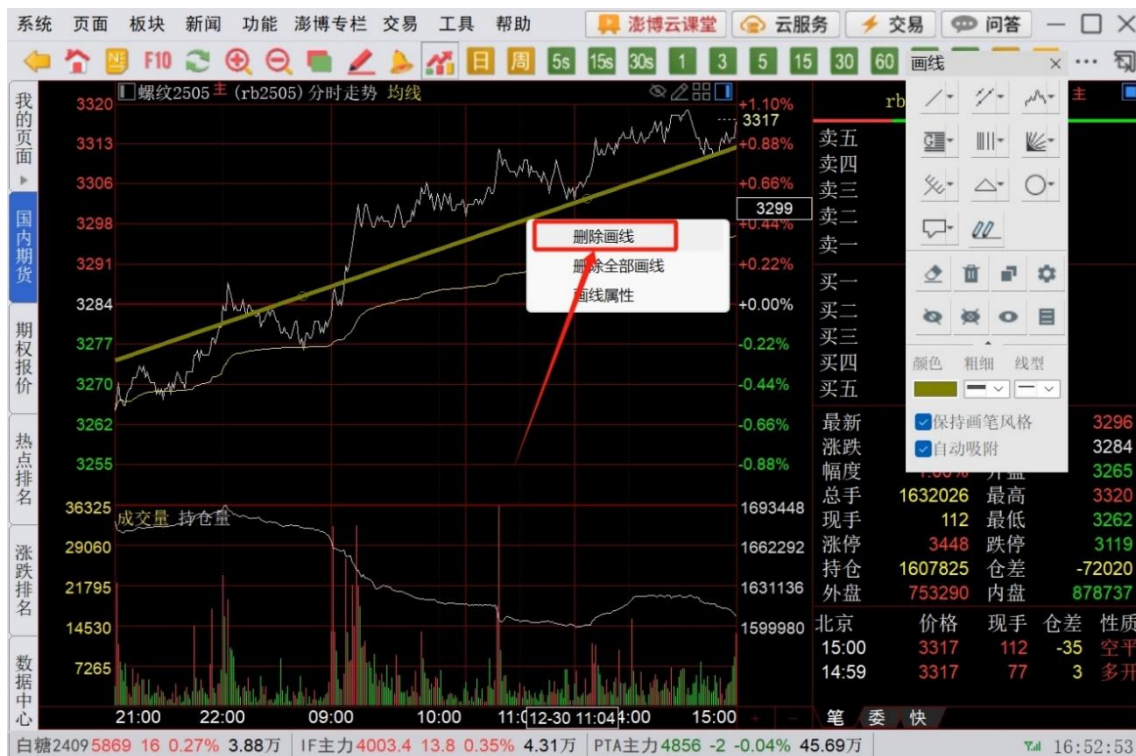 系统 页面 板块 新闻 功能 澎博专栏 交易 工具 帮助 澎博云课堂 云服务 交易 问答
F10 日 周 5s 15s 30s 1 3 5 15 30 60
画线
我的页面
国内期货
期权报价
热点排名
涨跌排名
数据中心
螺纹2505主 (rb2505) 分时走势 均线
3320 +1.10%
3317
3313 +0.88%
3306 +0.66%
3299
3298 +0.44%
3291 +0.22%
3284 +0.00%
3277 -0.22%
3270 -0.44%
3262 -0.66%
3255 -0.88%
删除画线
删除全部画线
画线属性
36325 成交量 持仓量 1693448
29060 1662292
21795 1631136
14530 1599980
7265
21:00 22:00 09:00 10:00 12-30 11:04 15:00
rb 主
卖五
卖四
卖三
卖二
卖一
买一
买二
买三
买四
买五
颜色 粗细 线型
保持画笔风格
自动吸附
最新 3296
涨跌 3284
幅度 开盘 3265
总手 1632026 最高 3320
现手 112 最低 3262
涨停 3448 跌停 3119
持仓 1607825 仓差 -72020
外盘 753290 内盘 878737
北京 价格 现手 仓差 性质
15:00 3317 112 -35 空平
14:59 3317 77 3 多开
笔 委 快
白糖2409 5869 16 0.27% 3.88万 IF主力 4003.4 13.8 0.35% 4.31万 PTA主力 4856 -2 -0.04% 45.69万 16:52:53